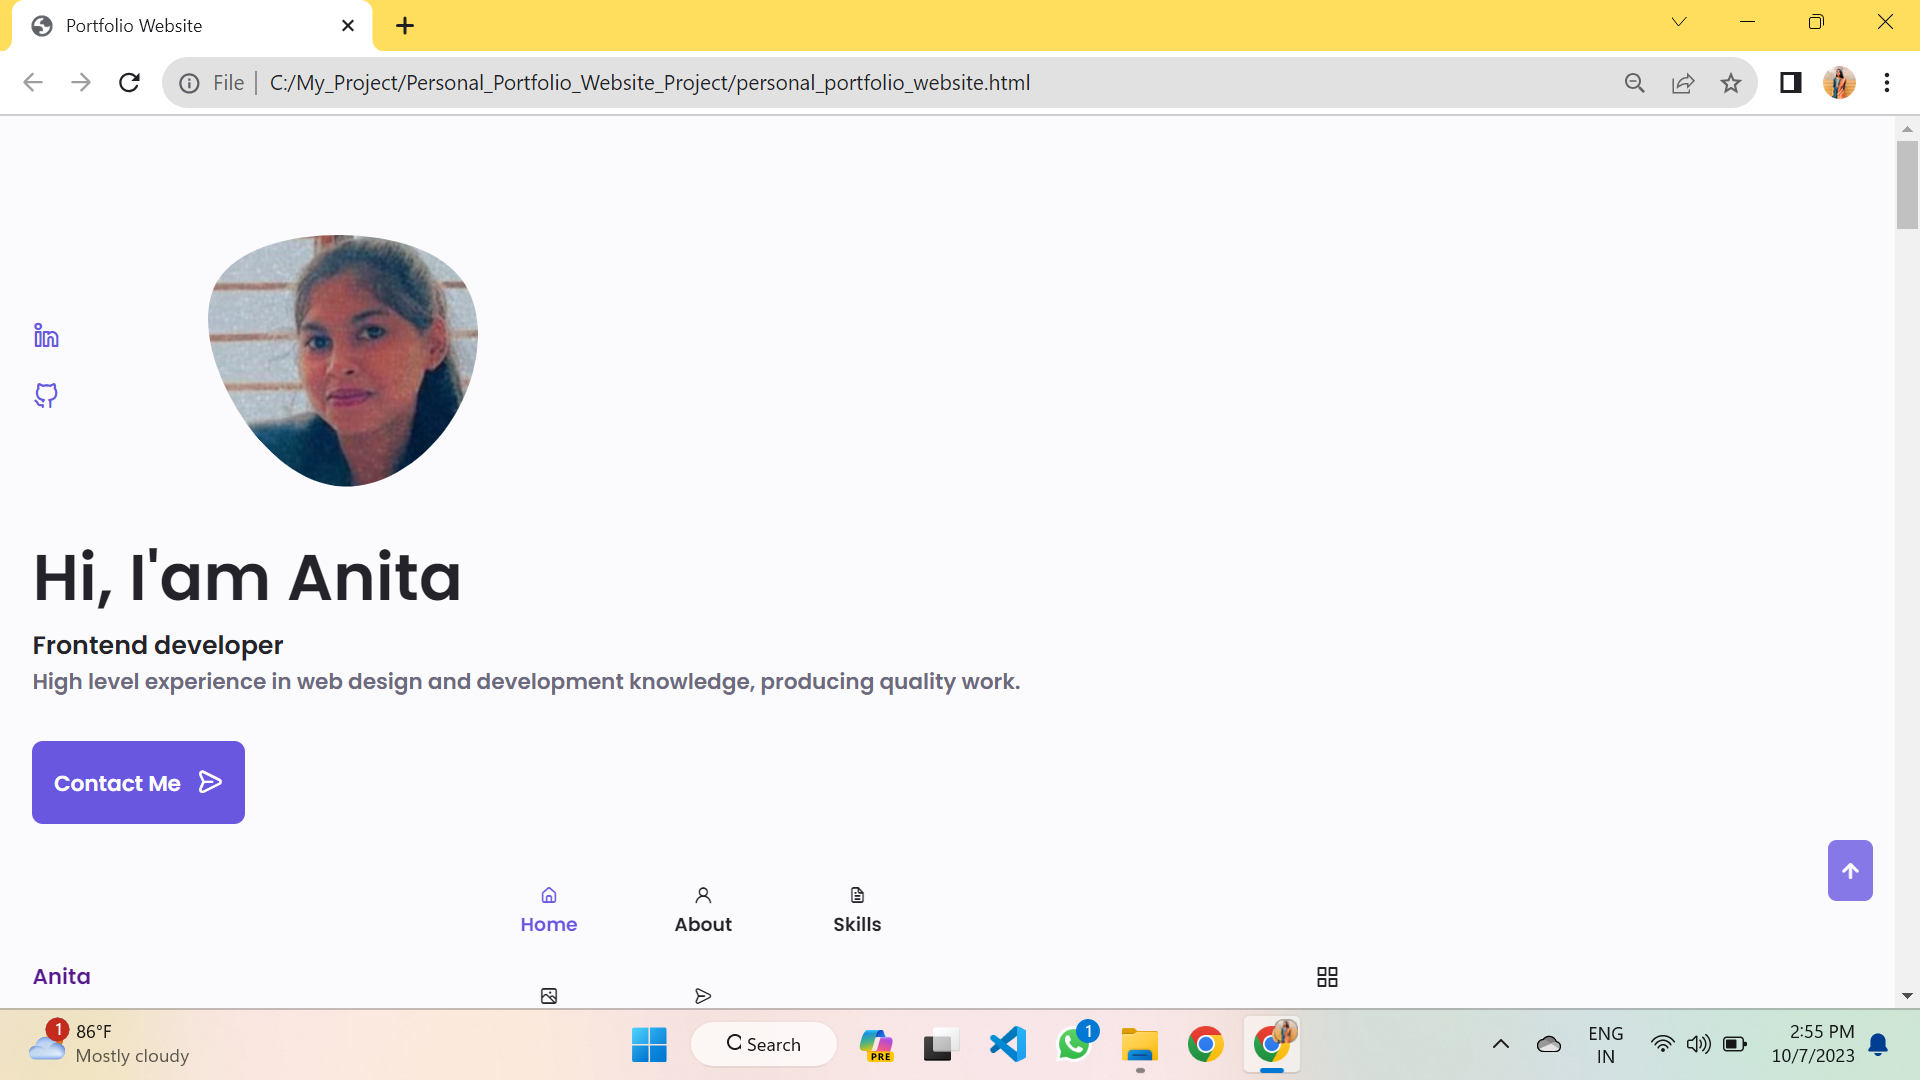 Portfolio Website
File
C:/My_Project/Personal_Portfolio_Website_Project/personal_portfolio_website.html
in
Hi, I'am Anita
Frontend developer
High level experience in web design and development knowledge, producing quality work.
Contact Me
Home About Skills
Anita
1
86°F
Mostly cloudy
Search
PRE
1
ENG
IN
2:55 PM
10/7/2023